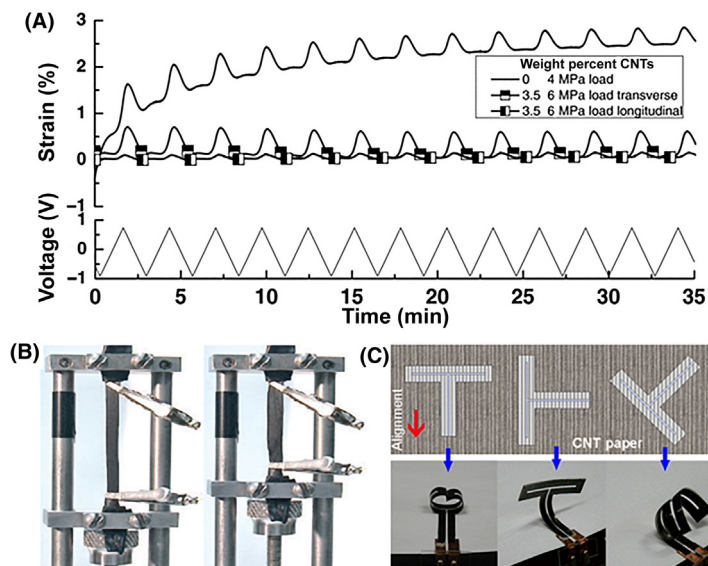 (A)
3
2
1
0
−1
Strain (%)
Weight percent CNTs
0 4 MPa load
3.5 6 MPa load transverse
3.5 6 MPa load longitudinal
1
0
−1
Voltage (V)
0 5 10 15 20 25 30 35
Time (min)
(B)
(C)
Alignment
CNT paper